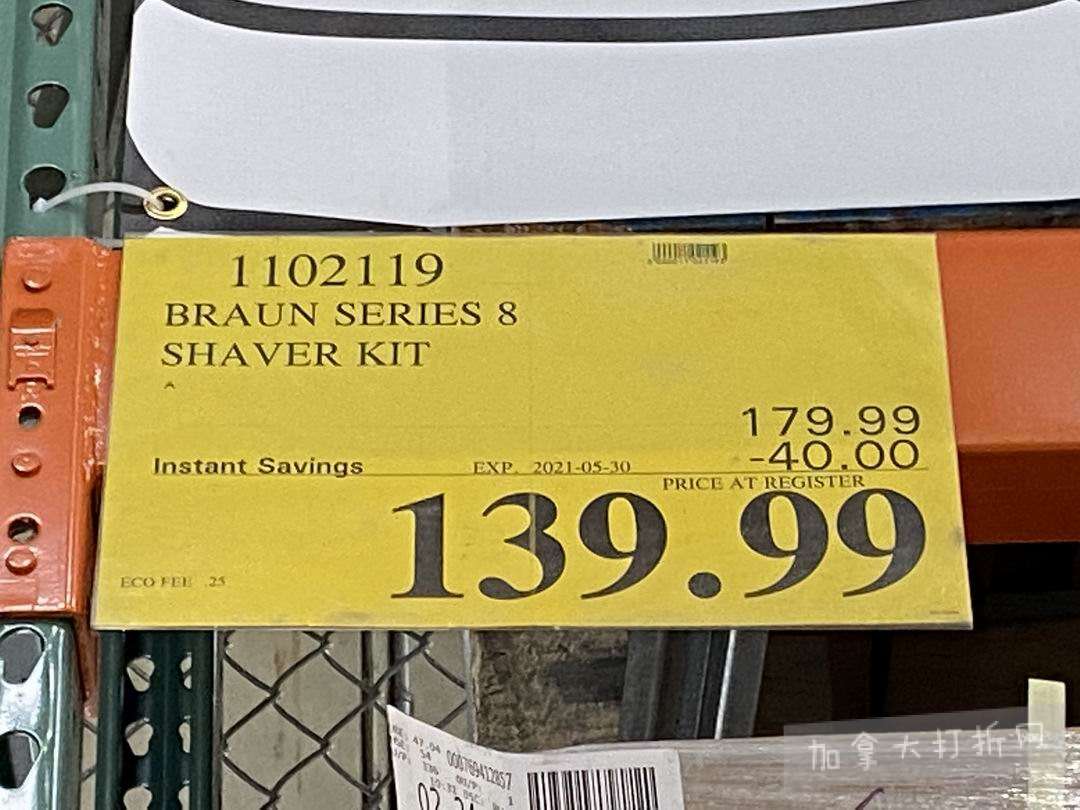 1102119
BRAUN SERIES 8
SHAVER KIT
A
179.99
Instant Savings EXP. 2021-05-30 -40.00
PRICE AT REGISTER
139.99
ECO FEE .25
000769412857
加拿大打折网